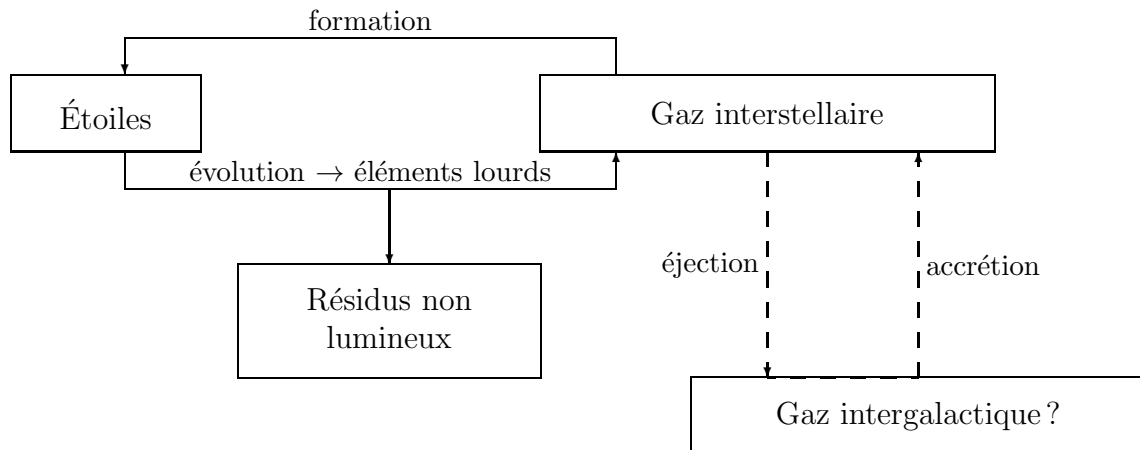 formation
Étoiles
Gaz interstellaire
évolution → éléments lourds
éjection
accrétion
Résidus non
lumineux
Gaz intergalactique ?